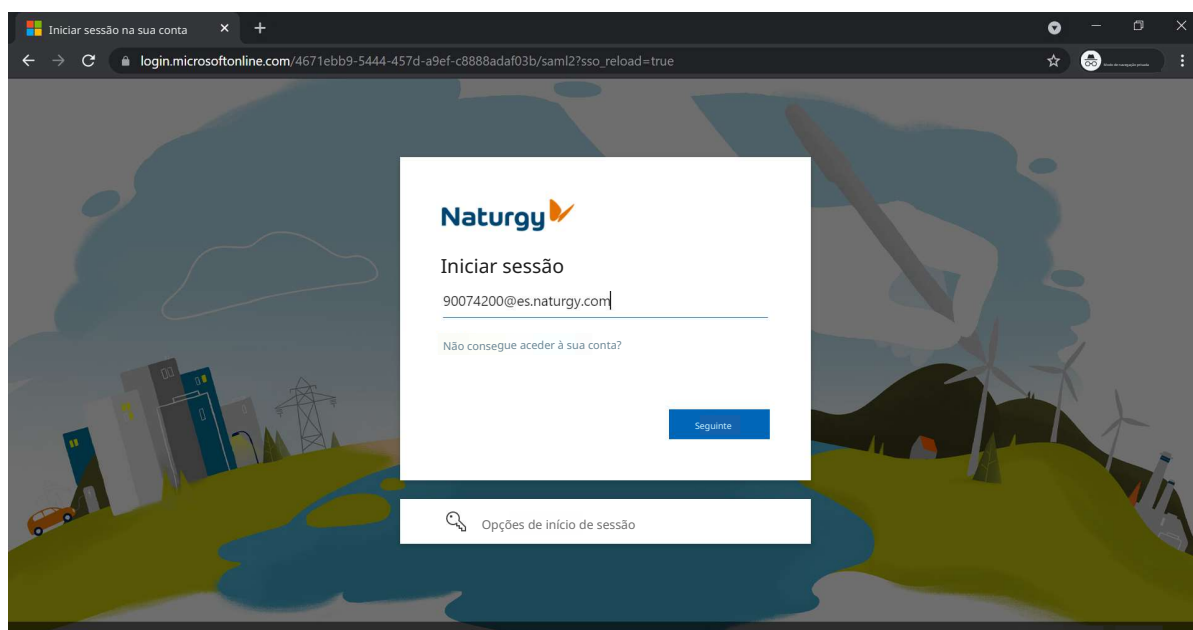 Iniciar sessão na sua conta
login.microsoftonline.com/4671ebb9-5444-457d-a9ef-c8888adaf03b/saml2?sso_reload=true
Naturgy
Iniciar sessão
90074200@es.naturgy.com
Não consegue aceder à sua conta?
Seguinte
Opções de início de sessão